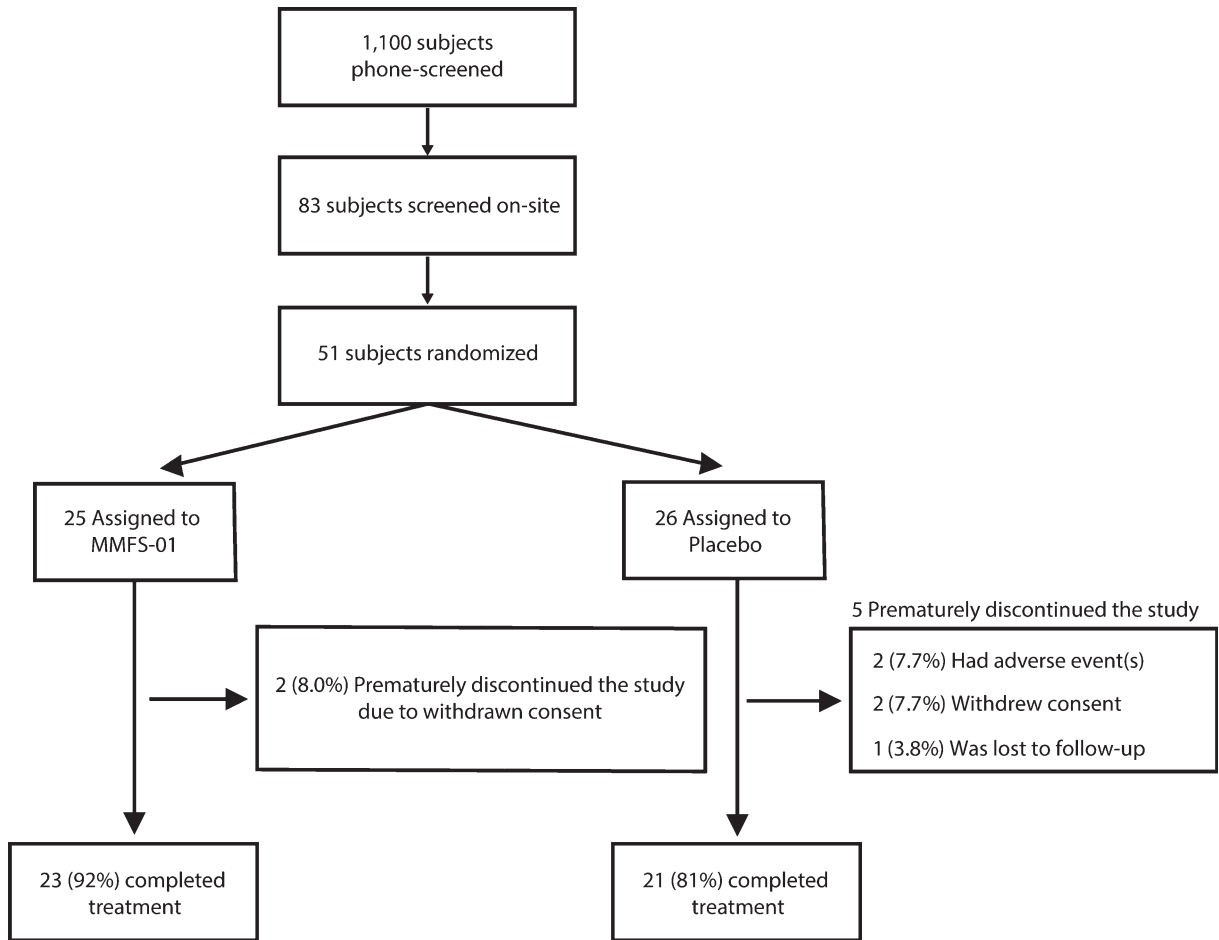 1,100 subjects
phone-screened
83 subjects screened on-site
51 subjects randomized
25 Assigned to
MMFS-01
26 Assigned to
Placebo
2 (8.0%) Prematurely discontinued the study
due to withdrawn consent
5 Prematurely discontinued the study
2 (7.7%) Had adverse event(s)
2 (7.7%) Withdrew consent
1 (3.8%) Was lost to follow-up
23 (92%) completed
treatment
21 (81%) completed
treatment